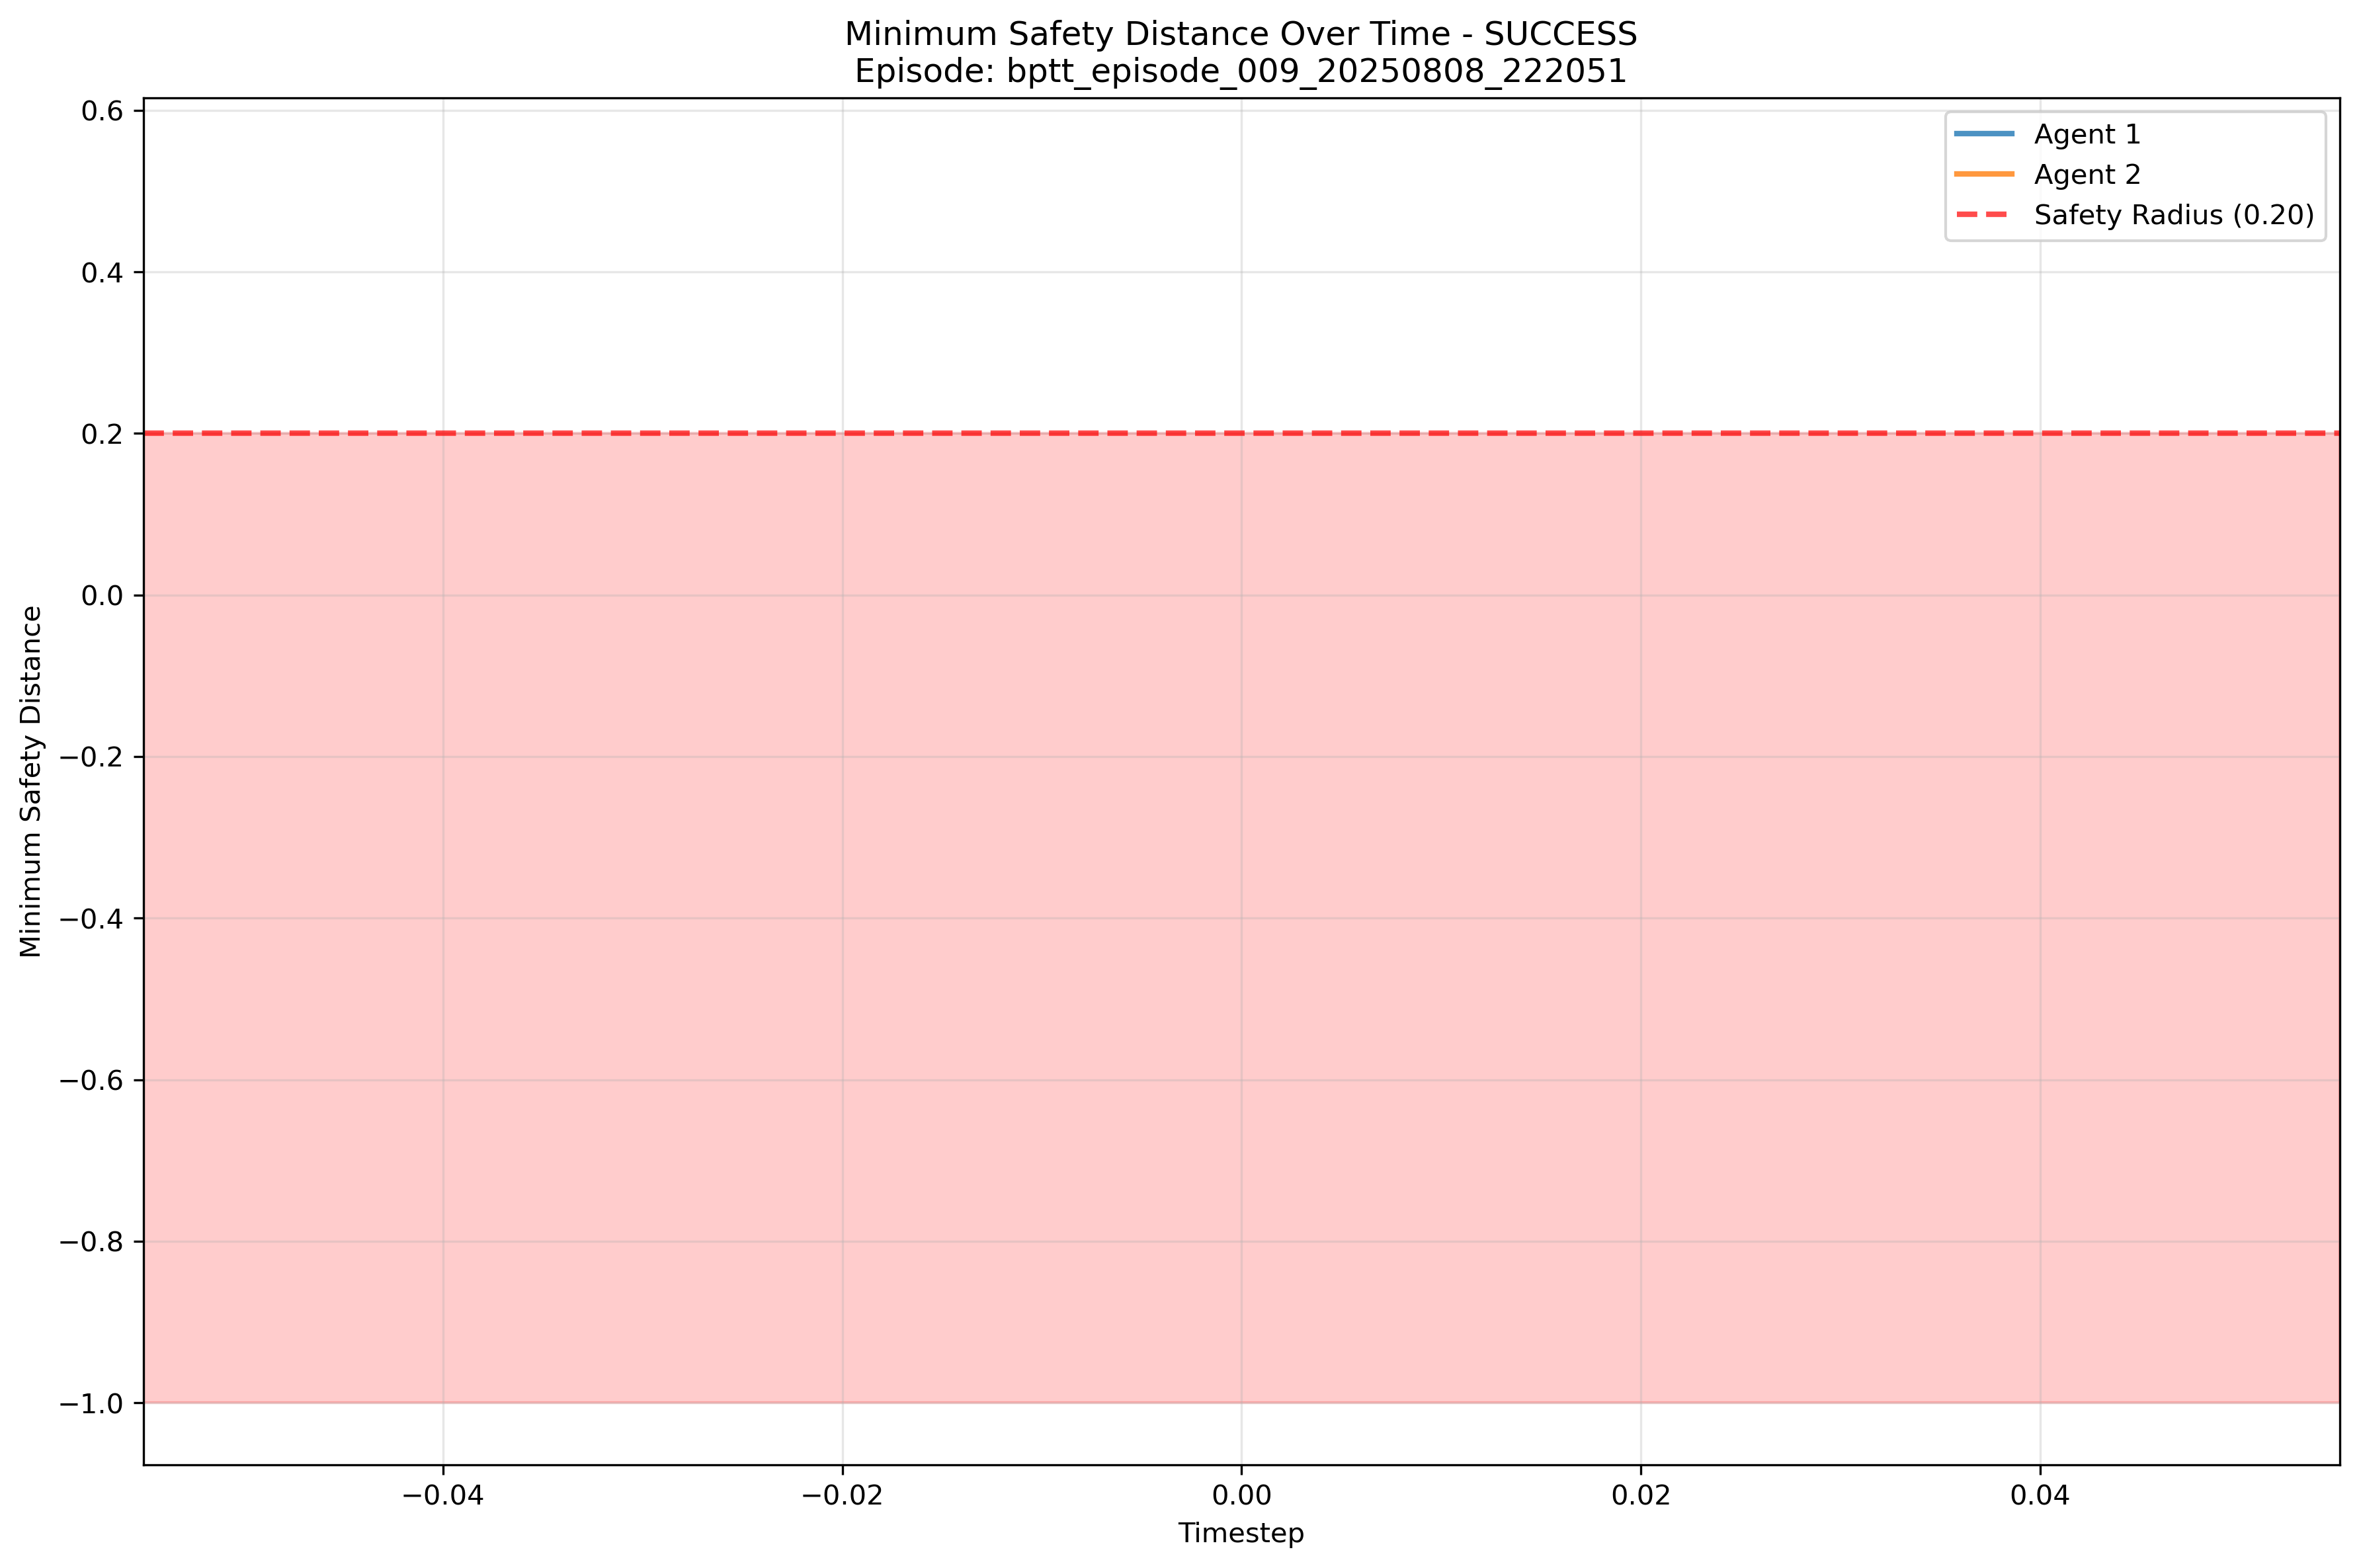 Minimum Safety Distance Over Time - SUCCESS
Episode: bptt_episode_009_20250808_222051
Agent 1
Agent 2
Safety Radius (0.20)
0.6
0.4
0.2
0.0
−0.2
−0.4
−0.6
−0.8
−1.0
Minimum Safety Distance
−0.04
−0.02
0.00
0.02
0.04
Timestep